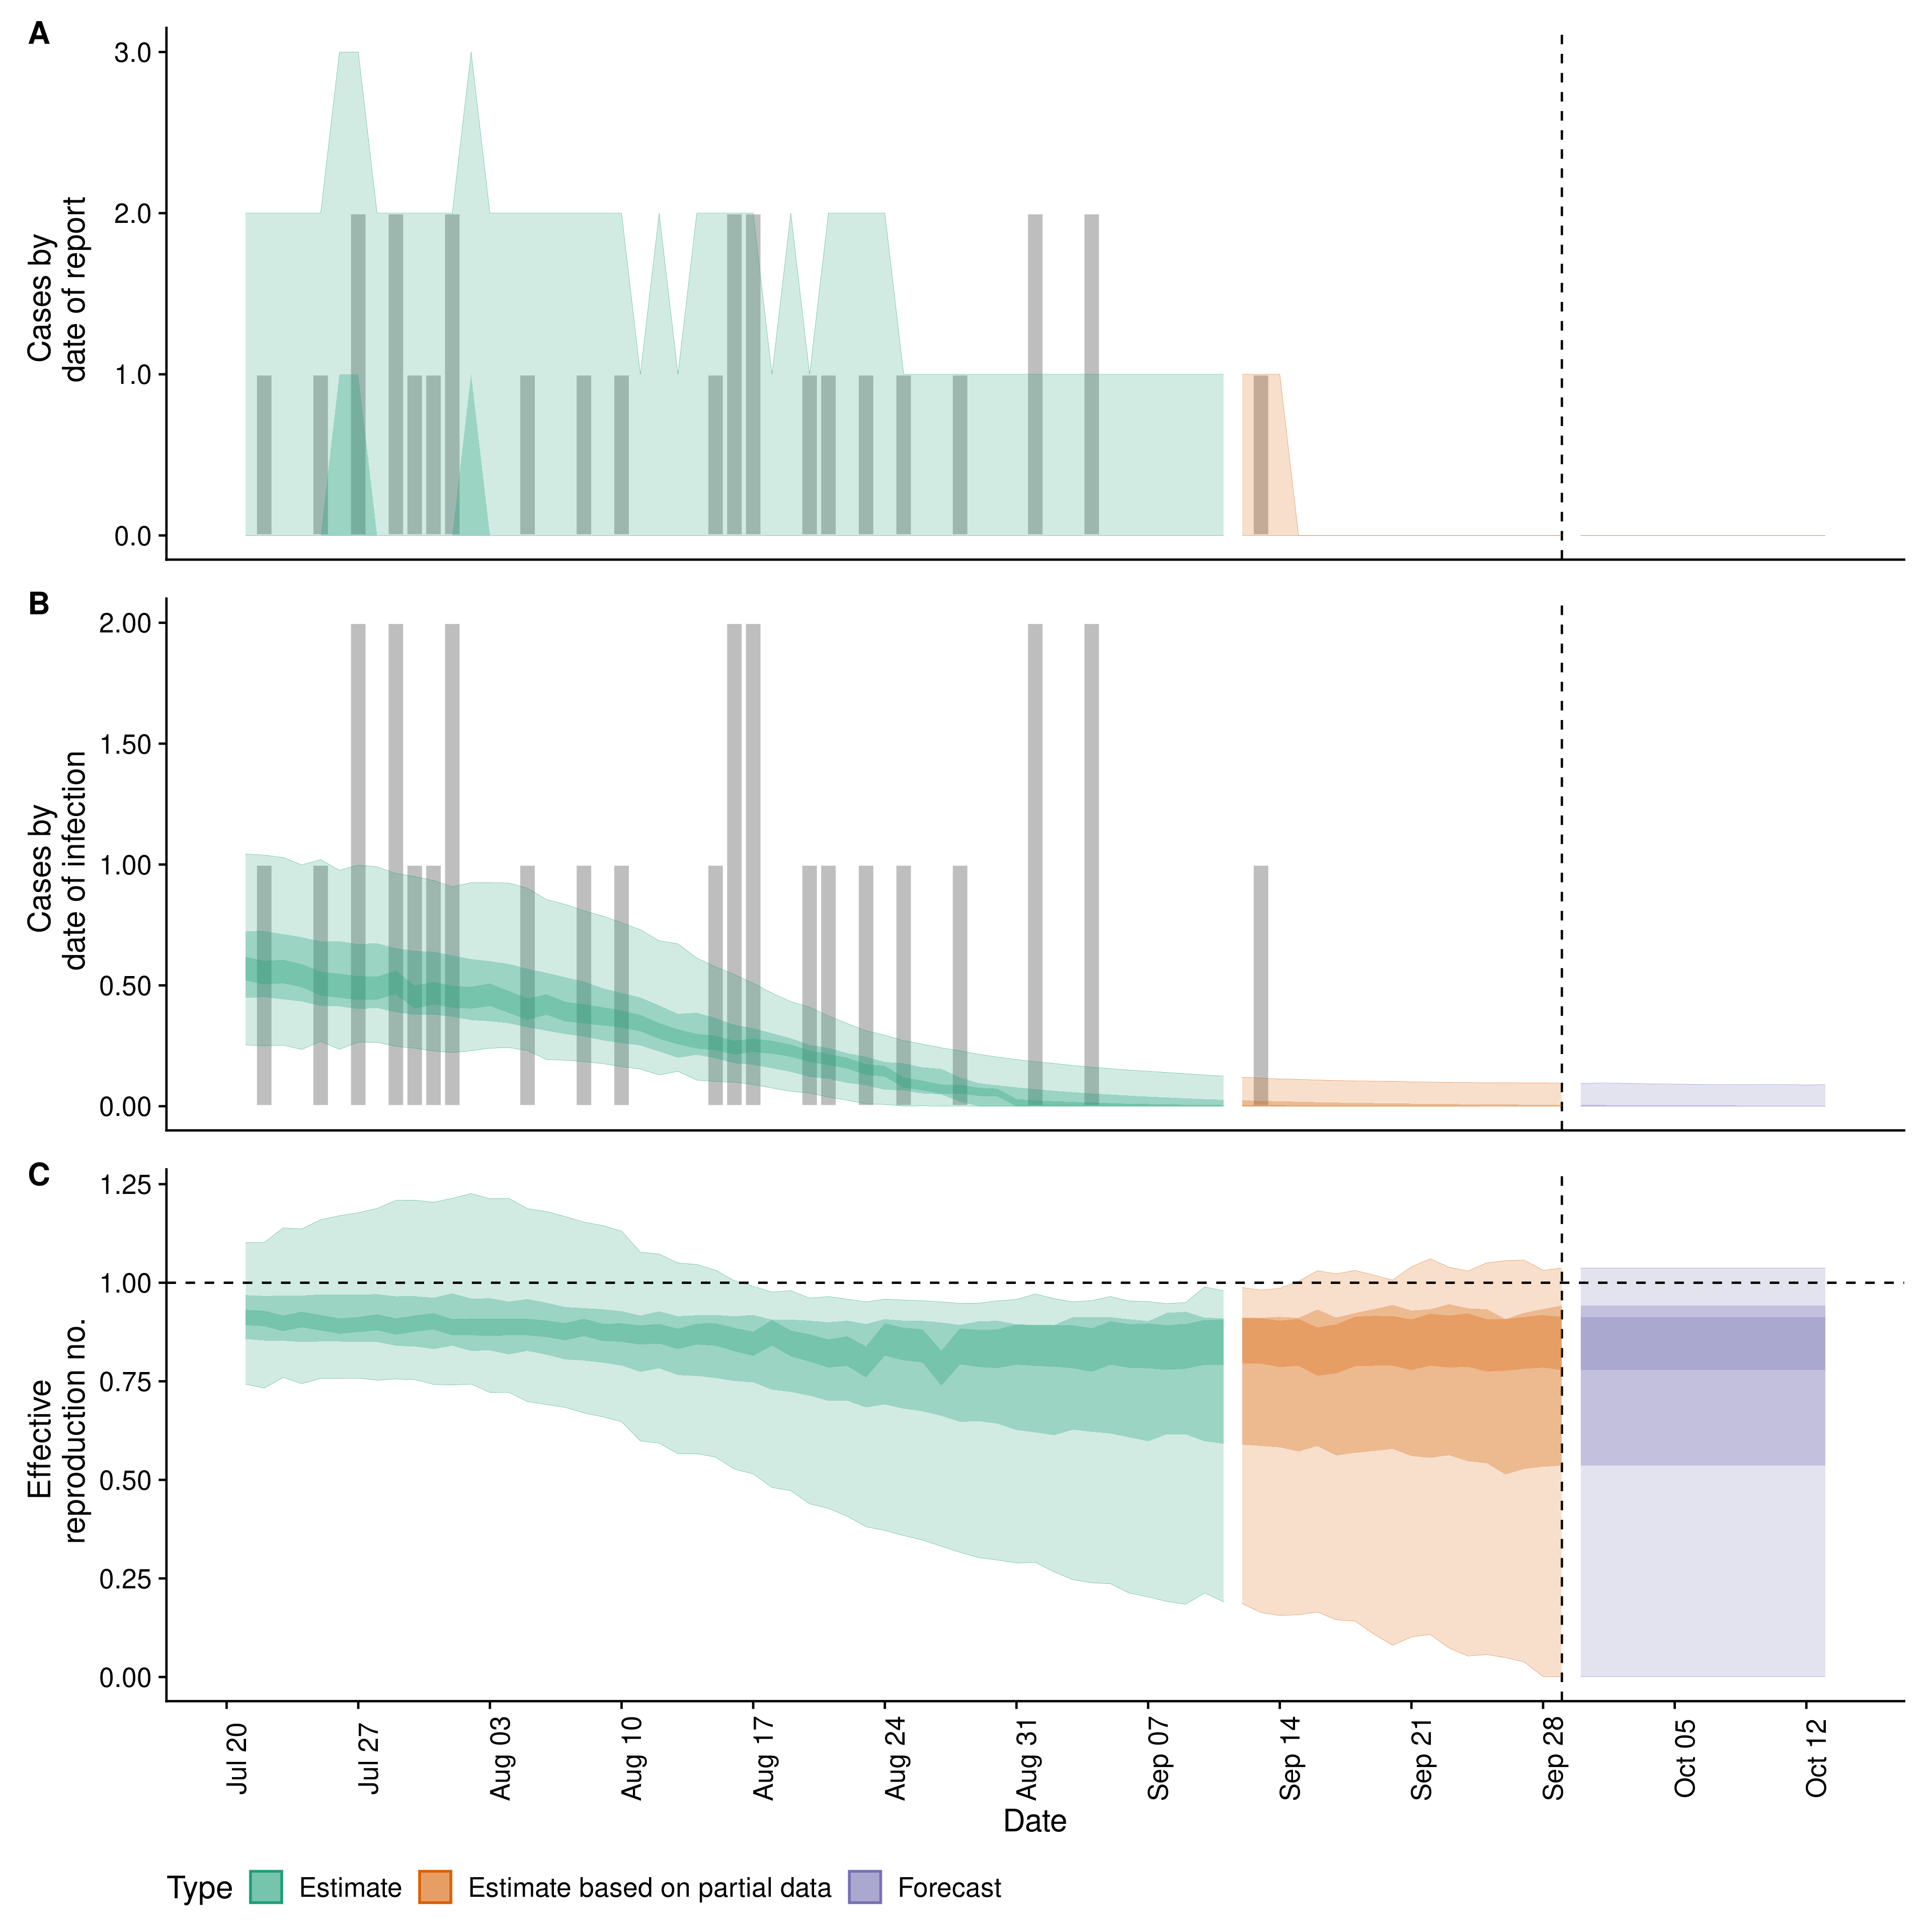 A
3.0
2.0
1.0
0.0
Cases by
date of report
B
2.00
1.50
1.00
0.50
0.00
Cases by
date of infection
C
1.25
1.00
0.75
0.50
0.25
0.00
Effective
reproduction no.
Jul 20
Jul 27
Aug 03
Aug 10
Aug 17
Aug 24
Aug 31
Sep 07
Sep 14
Sep 21
Sep 28
Oct 05
Oct 12
Date
Type Estimate Estimate based on partial data Forecast